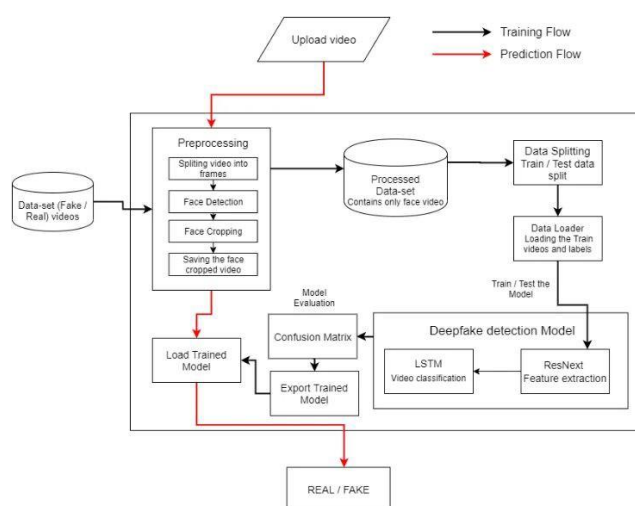 Upload video
Training Flow
Prediction Flow
Preprocessing
Spliting video into
frames
Face Detection
Face Cropping
Saving the face
cropped video
Data-set (Fake /
Real) videos
Processed
Data-set
Contains only face video
Data Splitting
Train / Test data
split
Data Loader
Loading the Train
videos and labels
Train / Test the
Model
Model
Evaluation
Deepfake detection Model
Confusion Matrix
Load Trained
Model
Export Trained
Model
LSTM
Video classification
ResNext
Feature extraction
REAL / FAKE